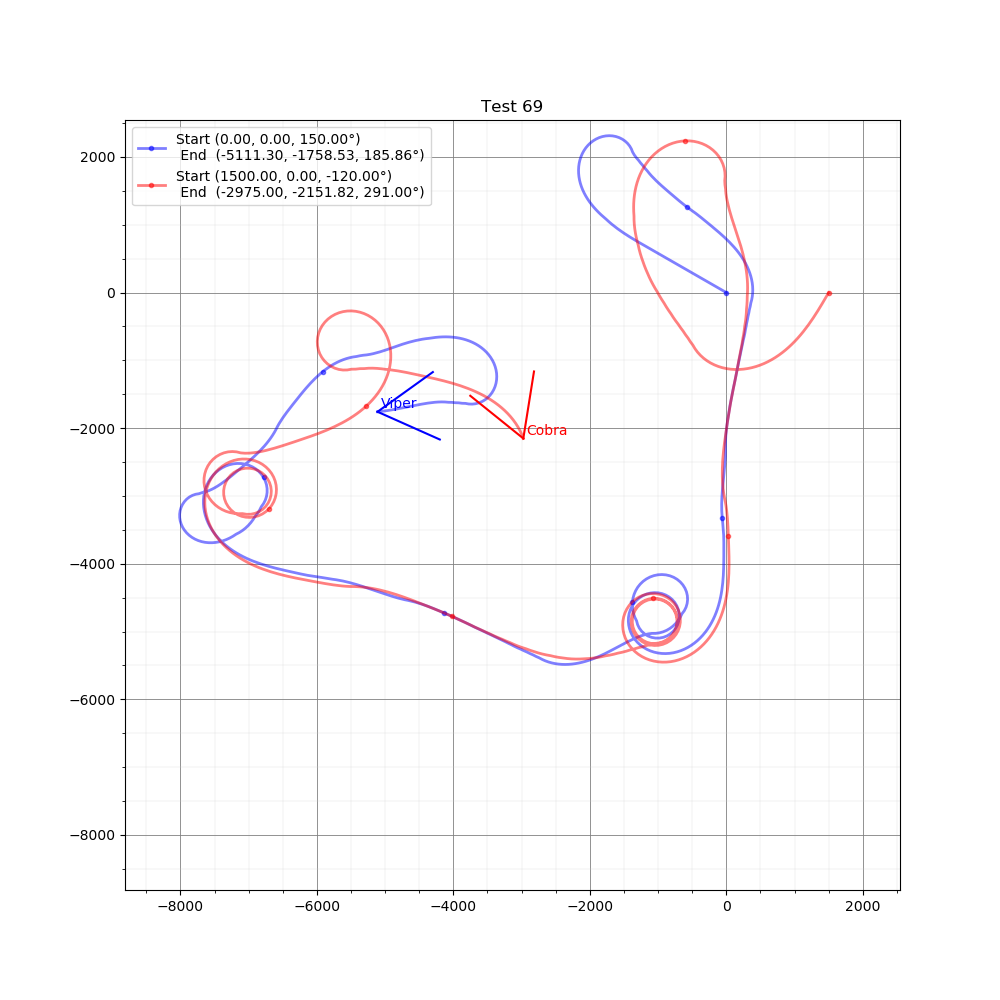 Test 69
Start (0.00, 0.00, 150.00°)
End (-5111.30, -1758.53, 185.86°)
Start (1500.00, 0.00, -120.00°)
End (-2975.00, -2151.82, 291.00°)
2000
0
−2000
−4000
−6000
−8000
Viper
Cobra
−8000 −6000 −4000 −2000 0 2000